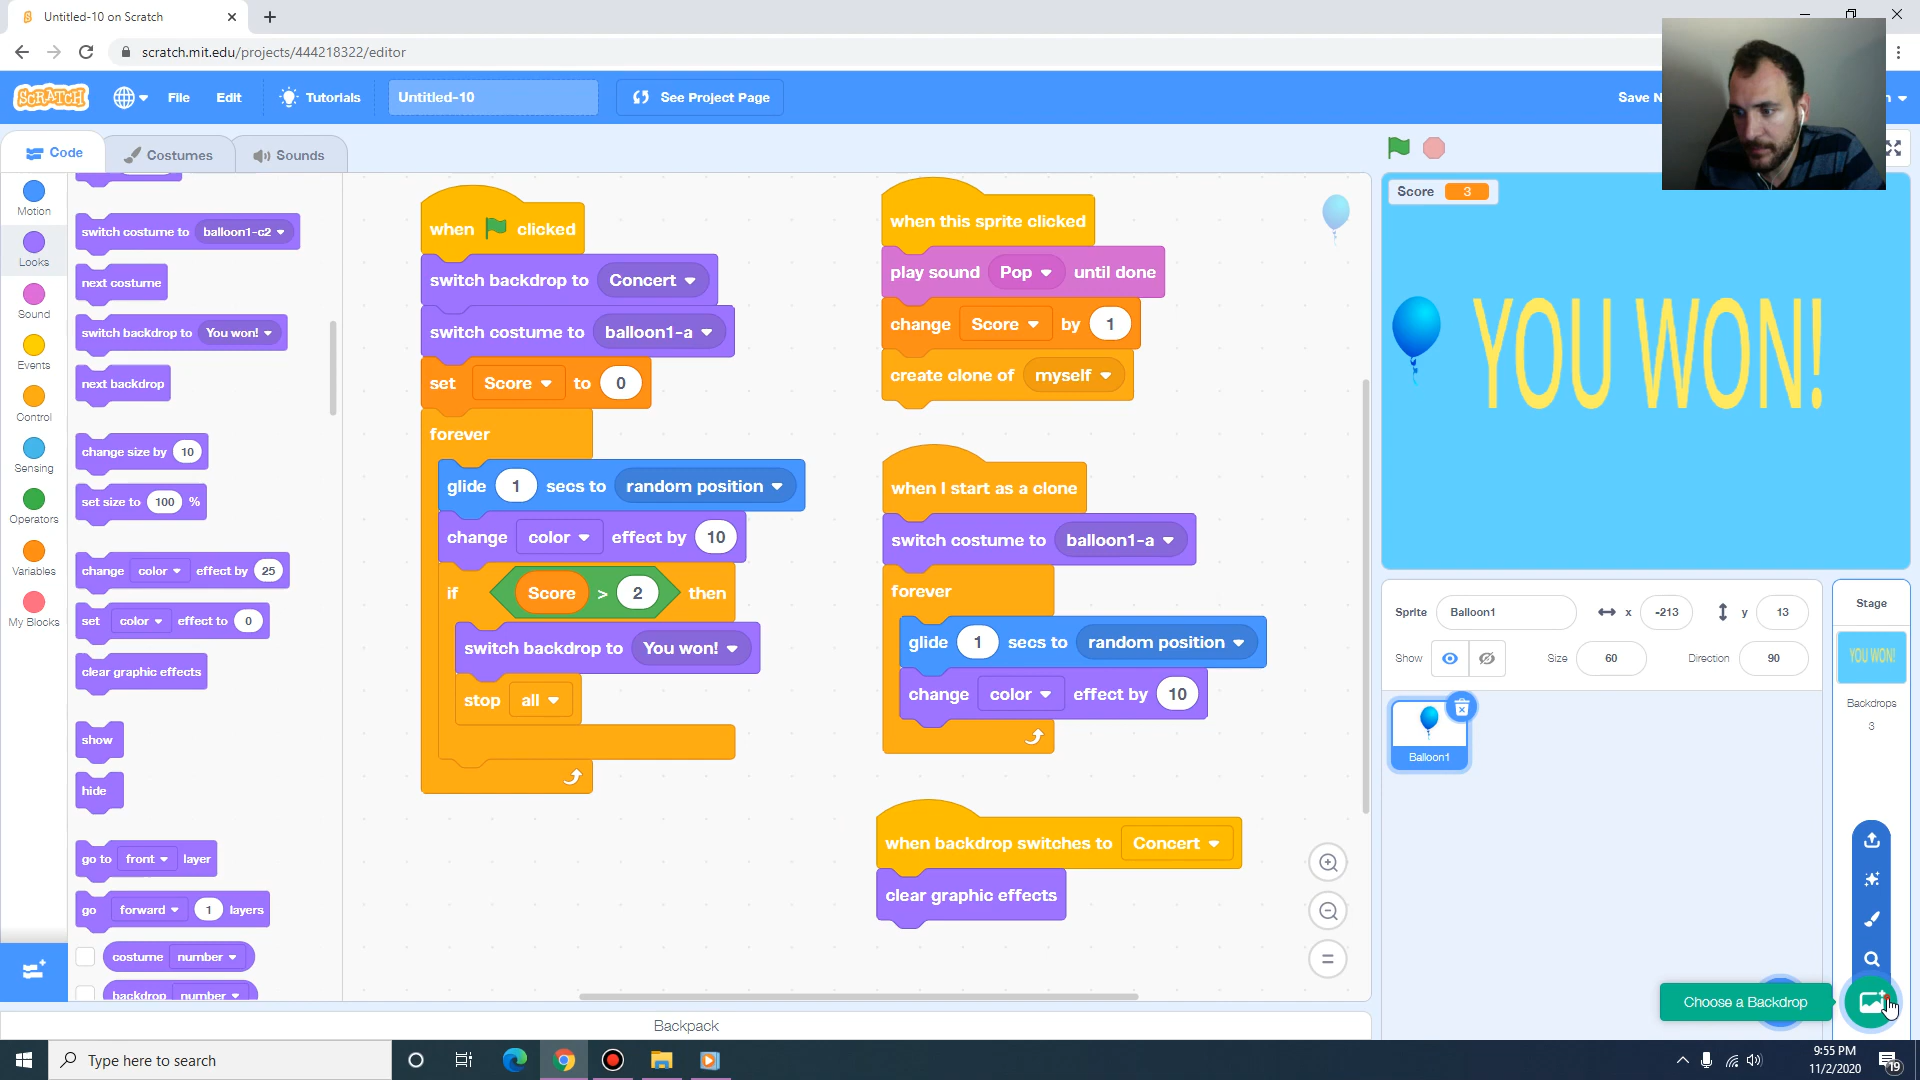 Untitled-10 on Scratch
scratch.mit.edu/projects/444218322/editor
SCRATCH
File
Edit
Tutorials
Untitled-10
See Project Page
Save N
Code
Costumes
Sounds
Motion
Looks
Sound
Events
Control
Sensing
Operators
Variables
My Blocks
switch costume to balloon1-c2
next costume
switch backdrop to You won!
next backdrop
change size by 10
set size to 100 %
change color effect by 25
set color effect to 0
clear graphic effects
show
hide
go to front layer
go forward 1 layers
costume number
backdrop number
when clicked
switch backdrop to Concert
switch costume to balloon1-a
set Score to 0
forever
glide 1 secs to random position
change color effect by 10
if Score > 2 then
switch backdrop to You won!
stop all
when this sprite clicked
play sound Pop until done
change Score by 1
create clone of myself
when I start as a clone
switch costume to balloon1-a
forever
glide 1 secs to random position
change color effect by 10
when backdrop switches to Concert
clear graphic effects
Score 3
YOU WON!
Sprite Balloon1 x -213 y 13
Show Size 60 Direction 90
Balloon1
Stage
YOU WON!
Backdrops
3
Choose a Backdrop
Backpack
Type here to search
9:55 PM
11/2/2020
19